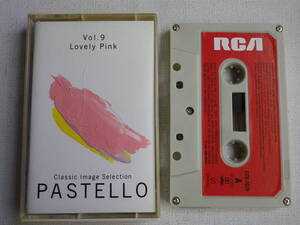 Vol.9
Lovely Pink
Classic Image Selection
PASTELLO
RCA
A